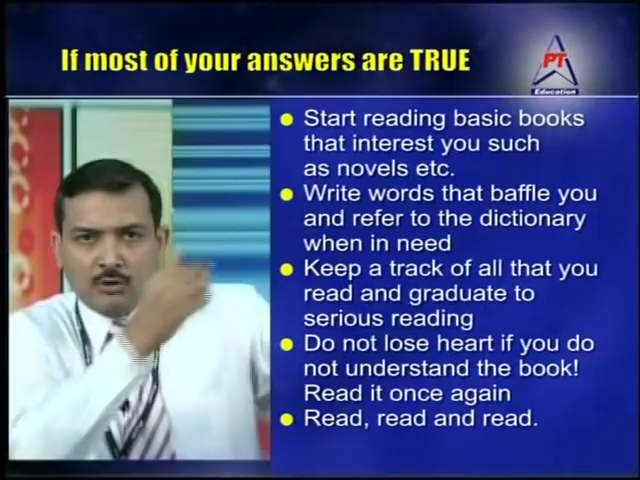 If most of your answers are TRUE
PT
Education
Start reading basic books
that interest you such
as novels etc.
Write words that baffle you
and refer to the dictionary
when in need
Keep a track of all that you
read and graduate to
serious reading
Do not lose heart if you do
not understand the book!
Read it once again
Read, read and read.